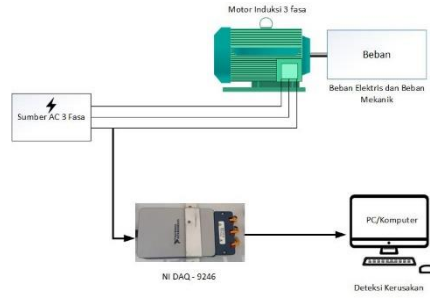 Motor Induksi 3 fasa
Beban
Beban Elektris dan Beban
Mekanik
Sumber AC 3 Fasa
PC/Komputer
NI DAQ - 9246
Deteksi Kerusakan